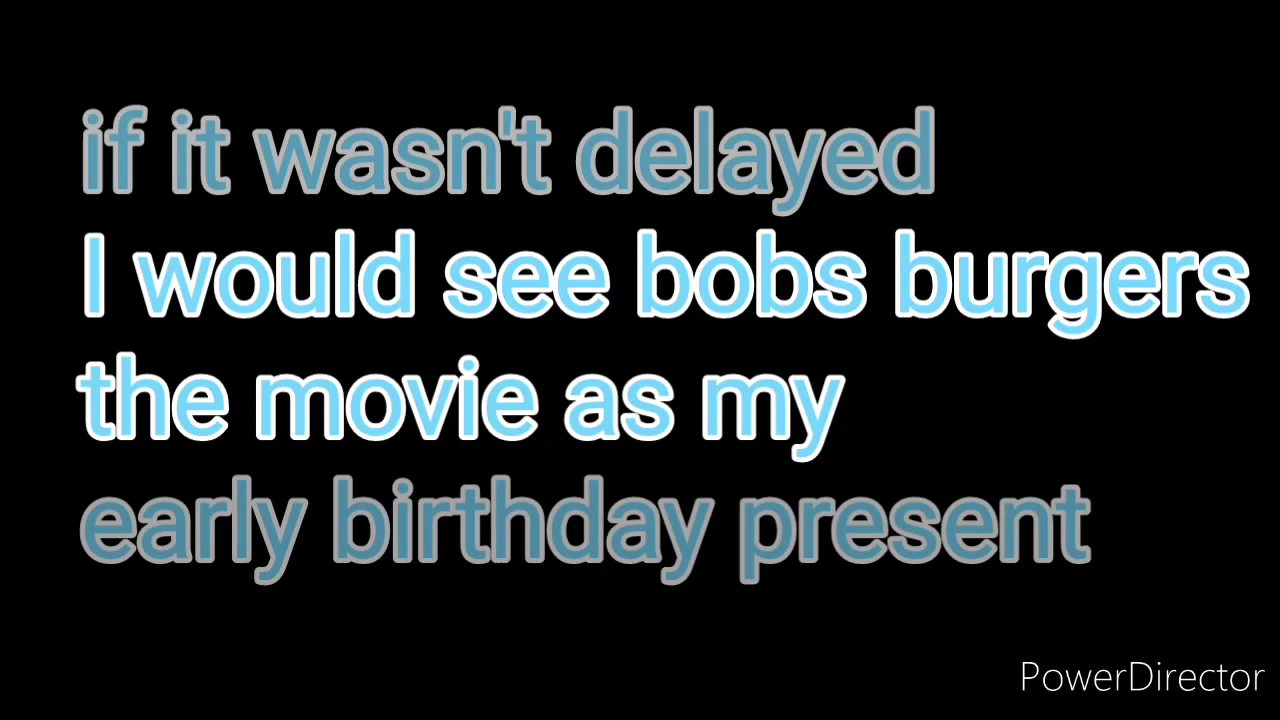 if it wasn't delayed
I would see bobs burgers
the movie as my
early birthday present
PowerDirector